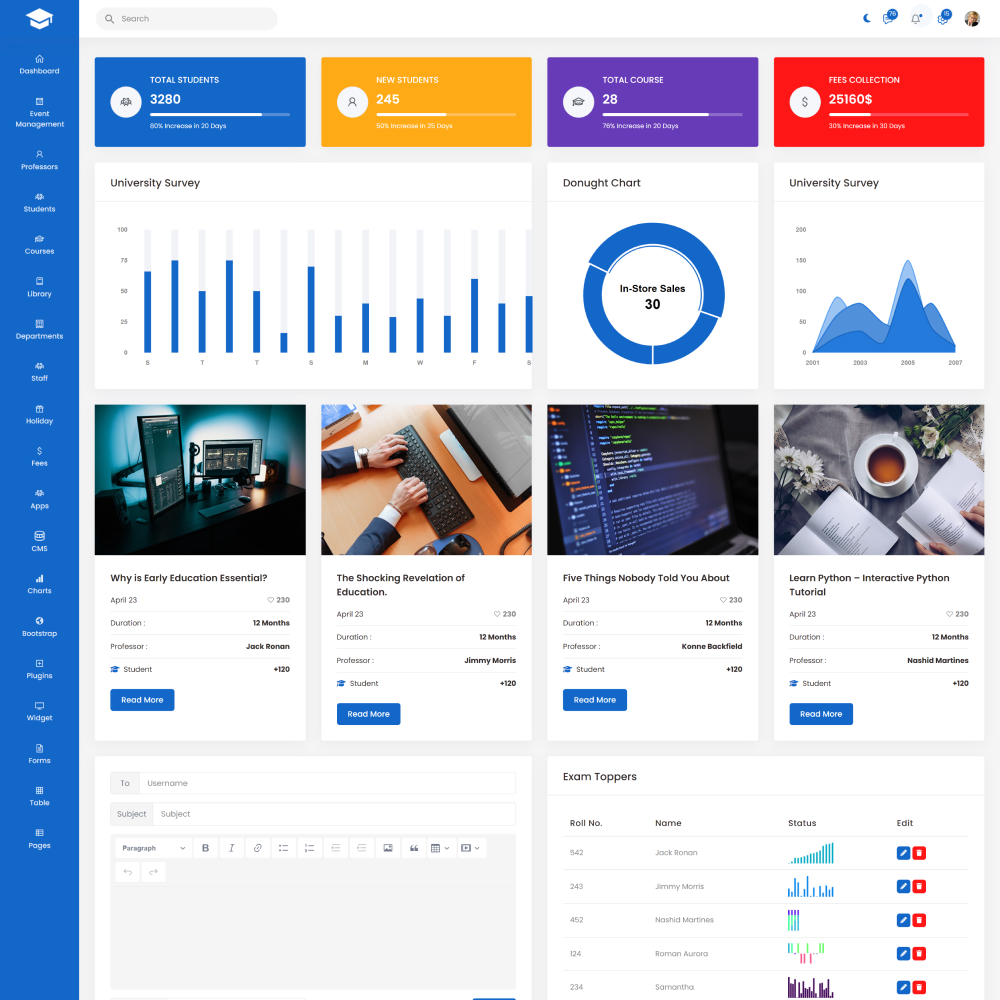 Search
76
15
Dashboard
Event
Management
Professors
Students
Courses
Library
Departments
Staff
Holiday
Fees
Apps
CMS
Charts
Bootstrap
Plugins
Widget
Forms
Table
Pages
TOTAL STUDENTS
3280
80% Increase in 20 Days
NEW STUDENTS
245
50% Increase in 25 Days
TOTAL COURSE
28
76% Increase in 20 Days
FEES COLLECTION
25160$
30% Increase in 30 Days
University Survey
100
75
50
25
0
S T T S M W F S
Donught Chart
In-Store Sales
30
University Survey
200
150
100
50
0
2001 2003 2005 2007
Why is Early Education Essential?
April 23 230
Duration : 12 Months
Professor : Jack Ronan
Student +120
Read More
The Shocking Revelation of
Education.
April 23 230
Duration : 12 Months
Professor : Jimmy Morris
Student +120
Read More
Five Things Nobody Told You About
April 23 230
Duration : 12 Months
Professor : Konne Backfield
Student +120
Read More
Learn Python – Interactive Python
Tutorial
April 23 230
Duration : 12 Months
Professor : Nashid Martines
Student +120
Read More
To Username
Subject Subject
Paragraph B I
Exam Toppers
Roll No. Name Status Edit
542 Jack Ronan
243 Jimmy Morris
452 Nashid Martines
124 Roman Aurora
234 Samantha